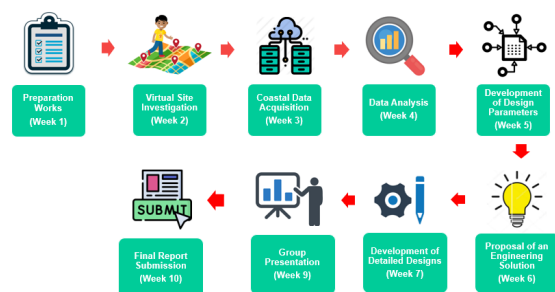 Preparation
Works
(Week 1)
Virtual Site
Investigation
(Week 2)
Coastal Data
Acquisition
(Week 3)
Data Analysis
(Week 4)
Development
of Design
Parameters
(Week 5)
Proposal of an
Engineering
Solution
(Week 6)
Development of
Detailed Designs
(Week 7)
Group
Presentation
(Week 9)
SUBMIT
Final Report
Submission
(Week 10)